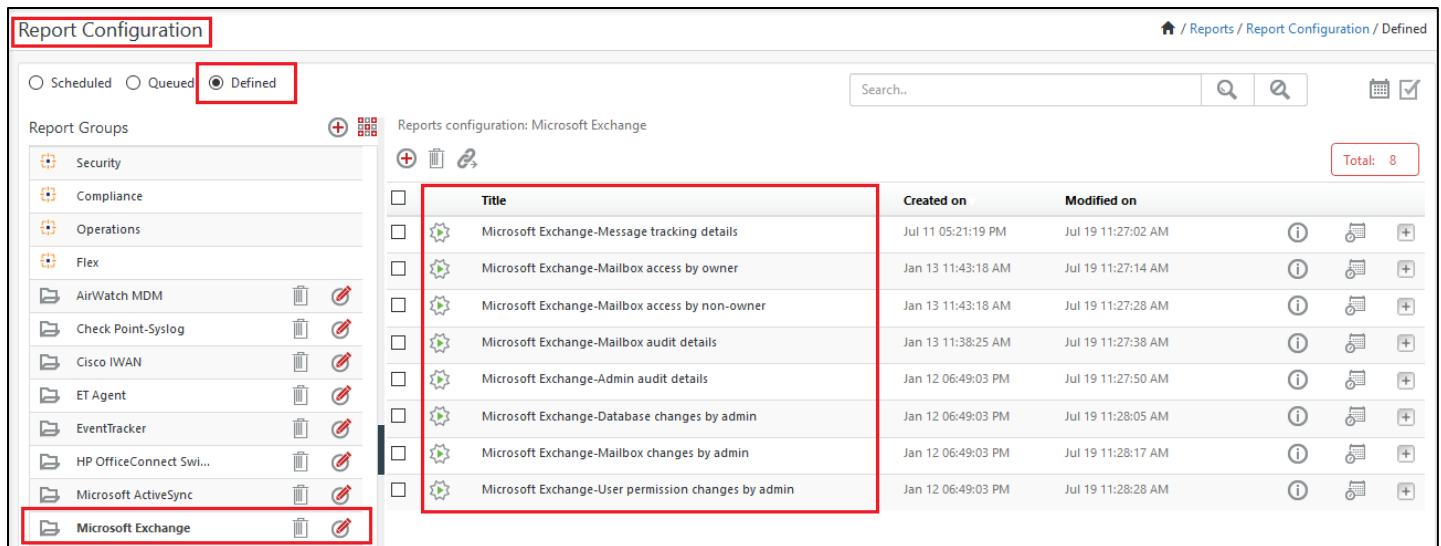 Report Configuration
/ Reports / Report Configuration / Defined
Scheduled Queued Defined
Search..
Report Groups
Security
Compliance
Operations
Flex
AirWatch MDM
Check Point-Syslog
Cisco IWAN
ET Agent
EventTracker
HP OfficeConnect Swi...
Microsoft ActiveSync
Microsoft Exchange
Reports configuration: Microsoft Exchange
Total: 8
Title Created on Modified on
Microsoft Exchange-Message tracking details Jul 11 05:21:19 PM Jul 19 11:27:02 AM
Microsoft Exchange-Mailbox access by owner Jan 13 11:43:18 AM Jul 19 11:27:14 AM
Microsoft Exchange-Mailbox access by non-owner Jan 13 11:43:18 AM Jul 19 11:27:28 AM
Microsoft Exchange-Mailbox audit details Jan 13 11:38:25 AM Jul 19 11:27:38 AM
Microsoft Exchange-Admin audit details Jan 12 06:49:03 PM Jul 19 11:27:50 AM
Microsoft Exchange-Database changes by admin Jan 12 06:49:03 PM Jul 19 11:28:05 AM
Microsoft Exchange-Mailbox changes by admin Jan 12 06:49:03 PM Jul 19 11:28:17 AM
Microsoft Exchange-User permission changes by admin Jan 12 06:49:03 PM Jul 19 11:28:28 AM